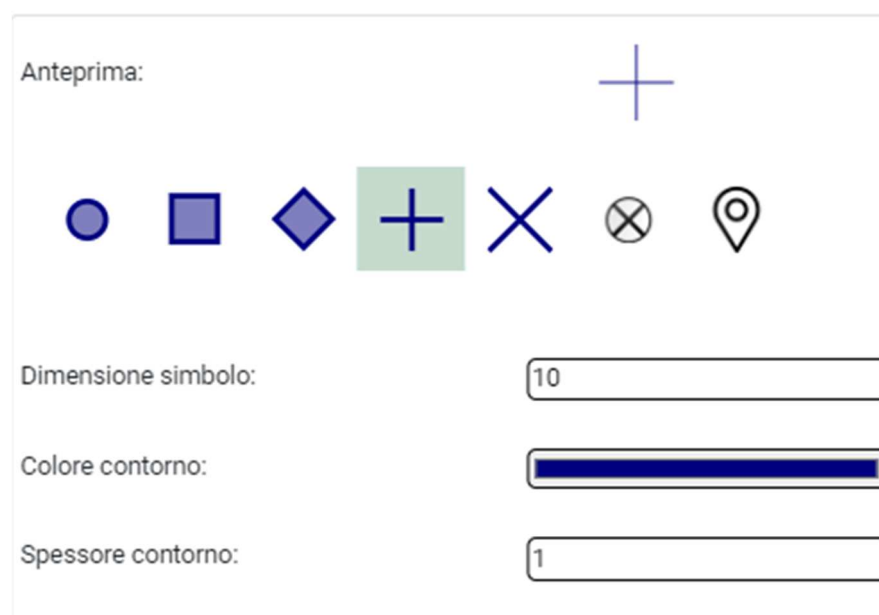 Anteprima:
Dimensione simbolo:
10
Colore contorno:
Spessore contorno:
1